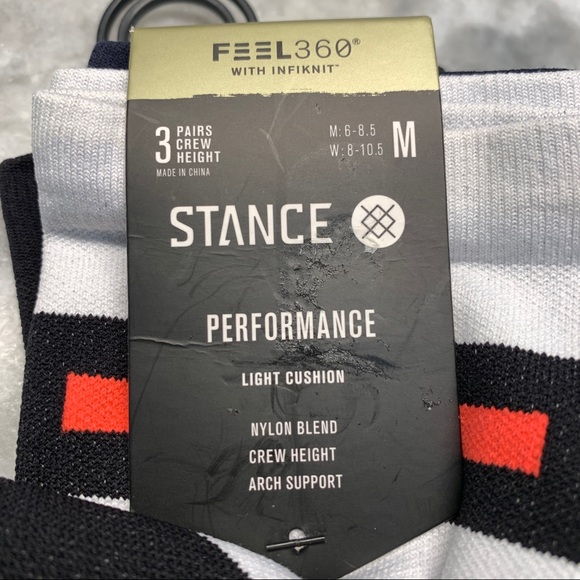 FEEL360®
WITH INFIKNIT™
3 PAIRS
CREW
HEIGHT
MADE IN CHINA
M: 6-8.5
W: 8-10.5
M
STANCE
PERFORMANCE
LIGHT CUSHION
NYLON BLEND
CREW HEIGHT
ARCH SUPPORT